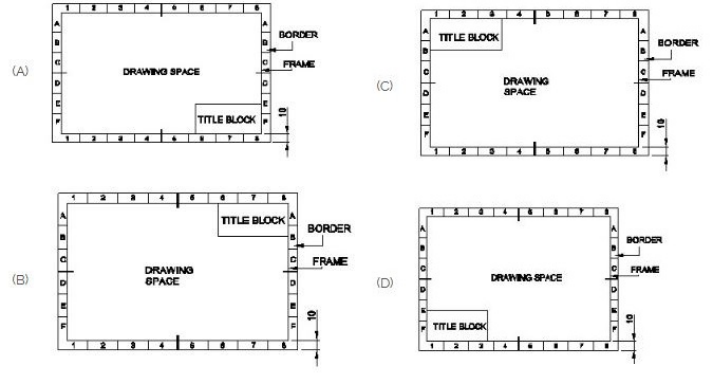 (A)
1 2 3 4 5 6 7 8
A A
B B
C C
D D
E E
F F
DRAWING SPACE
TITLE BLOCK
BORDER
FRAME
10
1 2 3 4 5 6 7 8
(B)
1 2 3 4 5 6 7 8
A A
B B
C C
D D
E E
F F
TITLE BLOCK
DRAWING
SPACE
BORDER
FRAME
10
1 2 3 4 5 6 7 8
(C)
1 2 3 4 5 6 7 8
A A
B B
C C
D D
E E
F F
TITLE BLOCK
DRAWING
SPACE
BORDER
FRAME
10
1 2 3 4 5 6 7 8
(D)
1 2 3 4 5 6 7 8
A A
B B
C C
D D
E E
F F
DRAWING SPACE
TITLE BLOCK
BORDER
FRAME
10
1 2 3 4 5 6 7 8